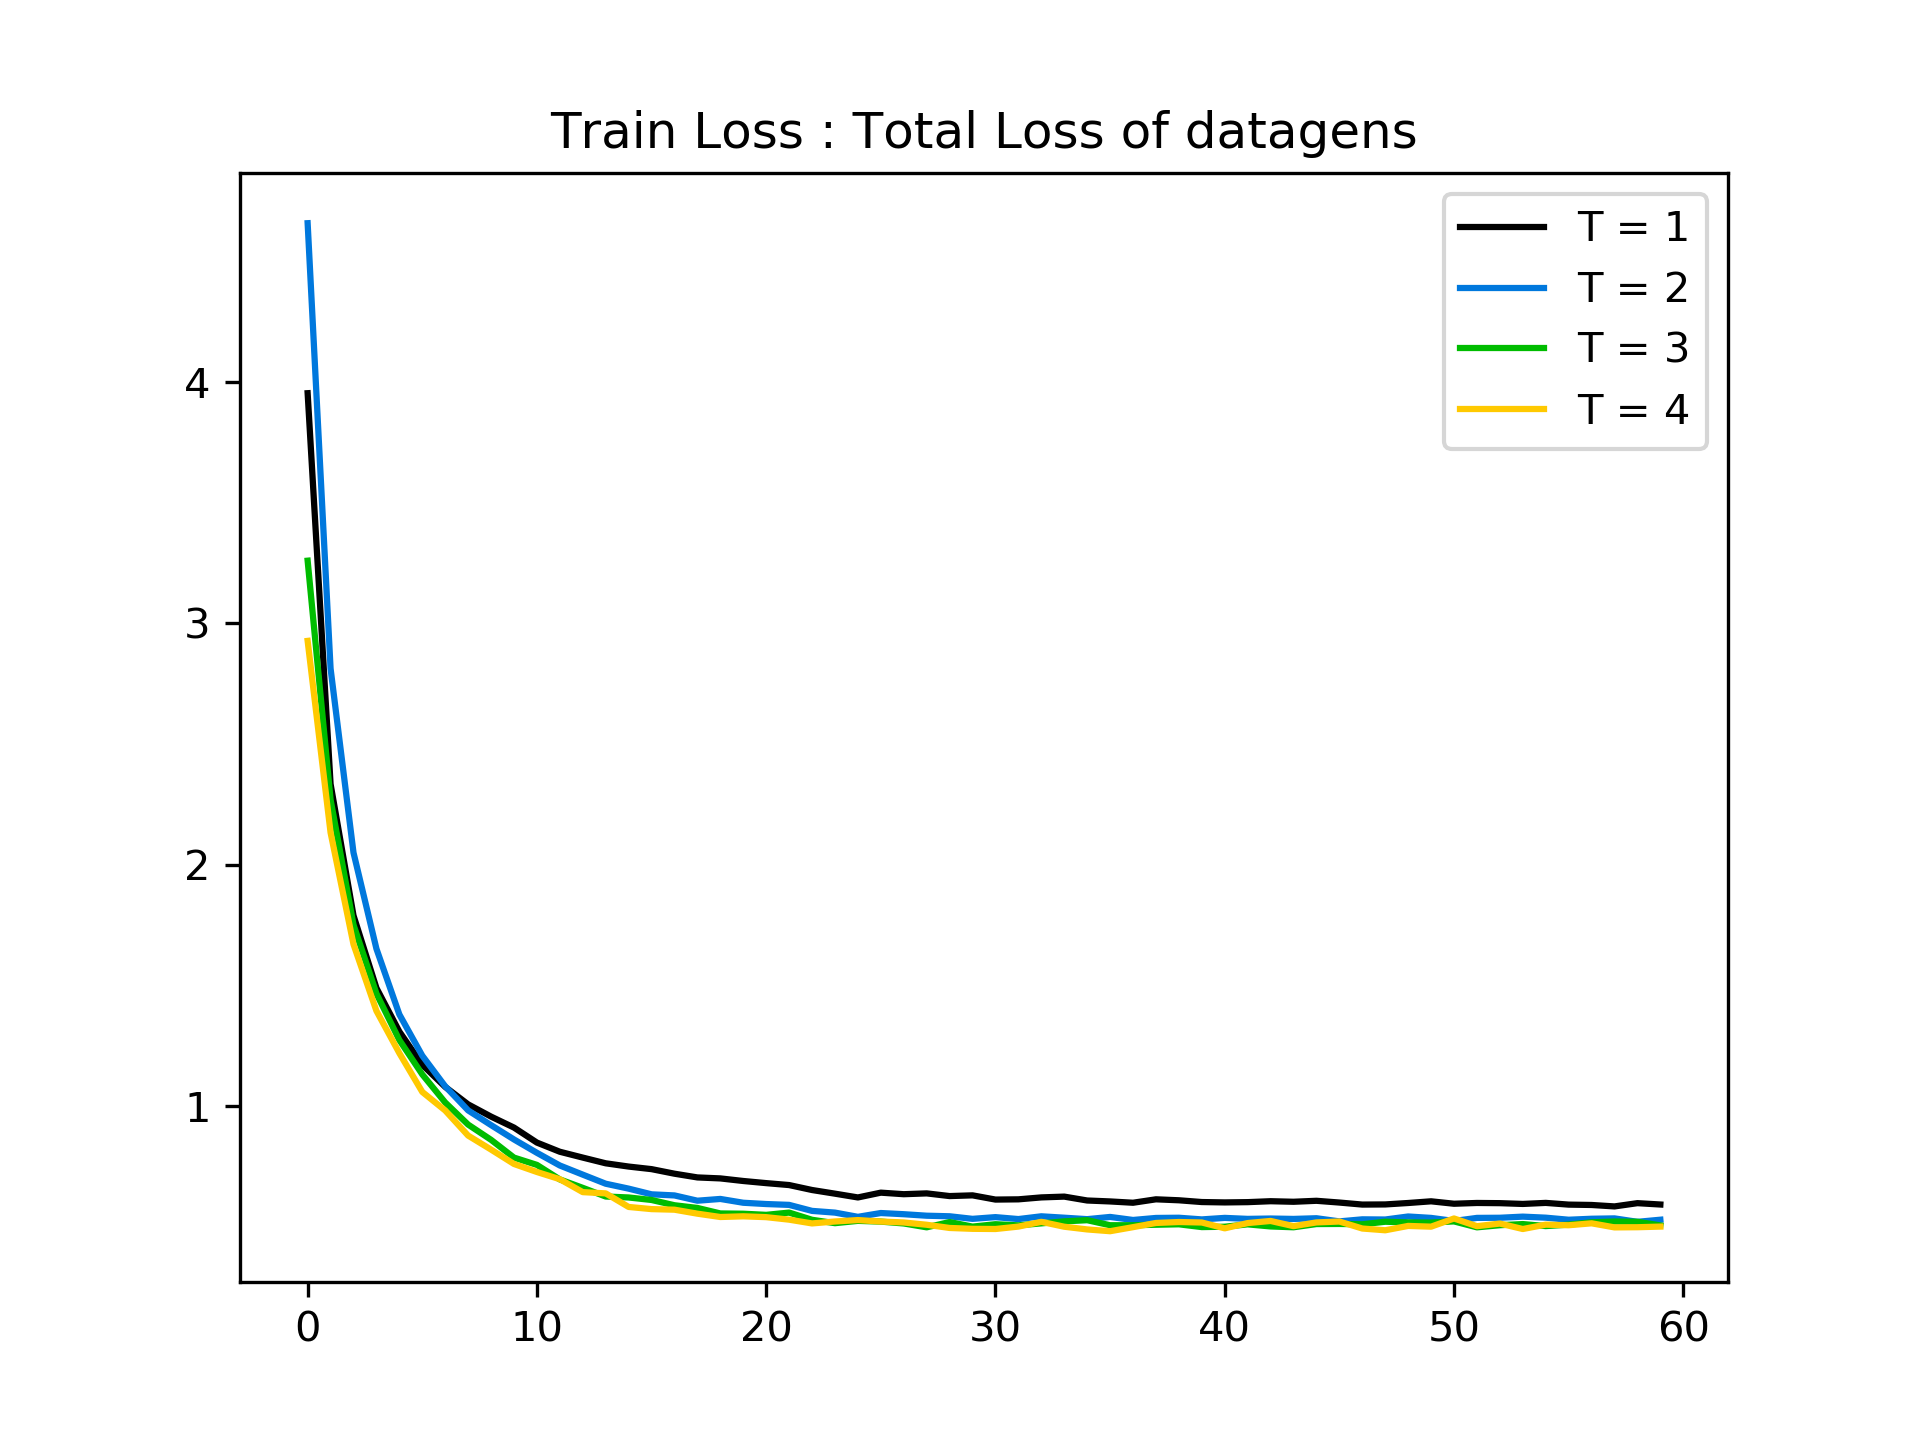 Train Loss : Total Loss of datagens
T = 1
T = 2
T = 3
T = 4
4
3
2
1
0 10 20 30 40 50 60